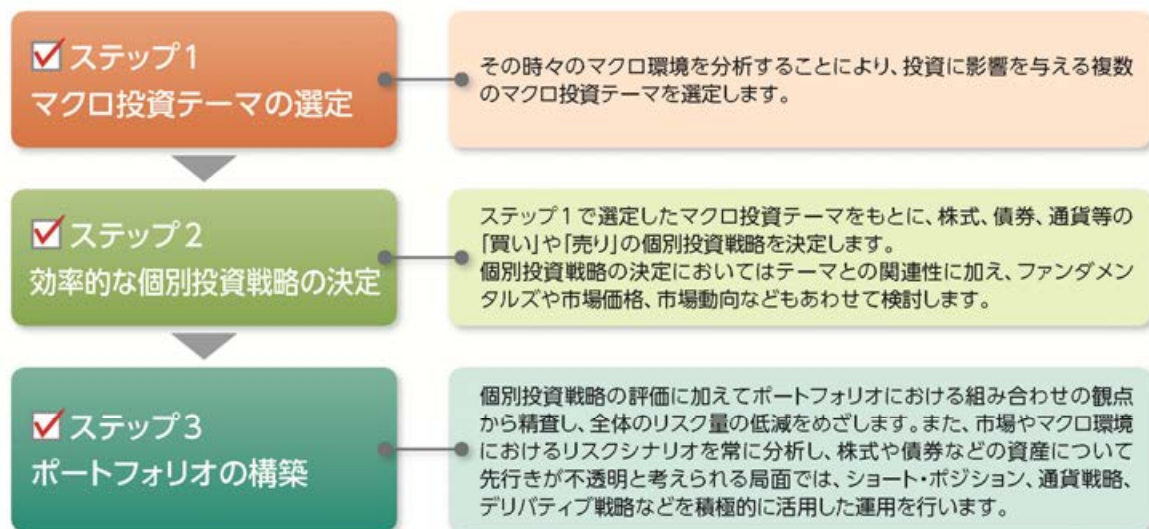 ステップ1
マクロ投資テーマの選定
その時々のマクロ環境を分析することにより、投資に影響を与える複数
のマクロ投資テーマを選定します。
ステップ2
効率的な個別投資戦略の決定
ステップ1で選定したマクロ投資テーマをもとに、株式、債券、通貨等の
「買い」や「売り」の個別投資戦略を決定します。
個別投資戦略の決定においてはテーマとの関連性に加え、ファンダメン
タルズや市場価格、市場動向などもあわせて検討します。
ステップ3
ポートフォリオの構築
個別投資戦略の評価に加えてポートフォリオにおける組み合わせの観点
から精査し、全体のリスク量の低減をめざします。また、市場やマクロ環境
におけるリスクシナリオを常に分析し、株式や債券などの資産について
先行きが不透明と考えられる局面では、ショート・ポジション、通貨戦略、
デリバティブ戦略などを積極的に活用した運用を行います。